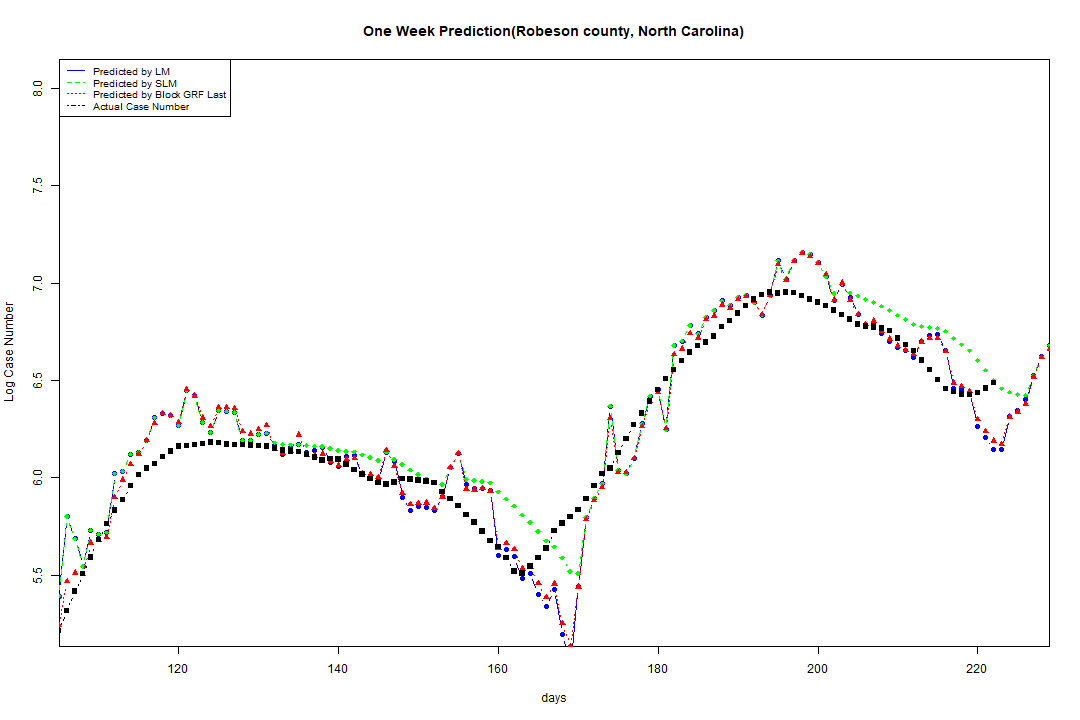 One Week Prediction(Robeson county, North Carolina)
Predicted by LM
Predicted by SLM
Predicted by Block GRF Last
Actual Case Number
8.0
7.5
7.0
6.5
6.0
5.5
Log Case Number
120 140 160 180 200 220
days